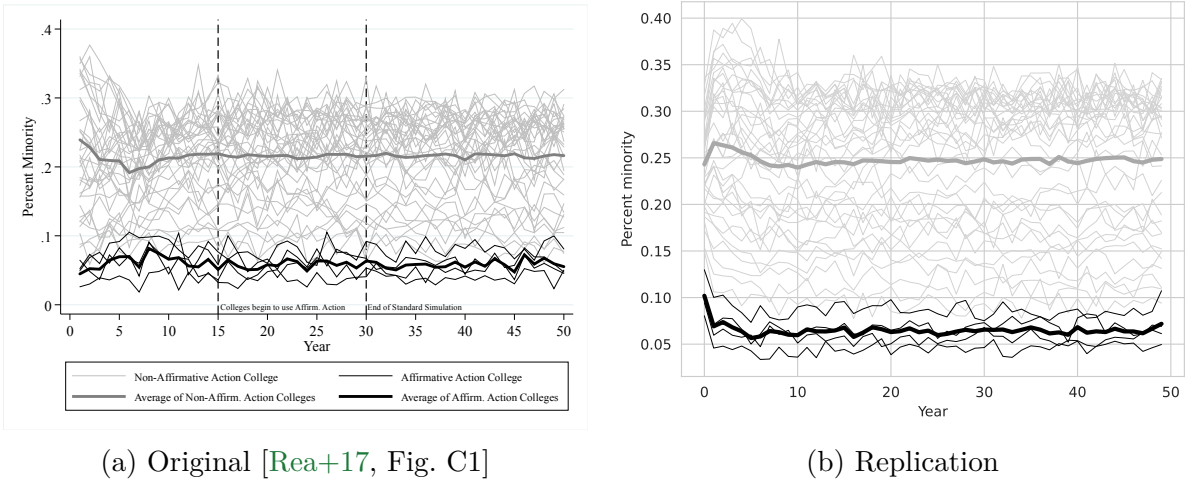 .4
.3
.2
.1
0
Percent Minority
Colleges begin to use Affirm. Action
End of Standard Simulation
0 5 10 15 20 25 30 35 40 45 50
Year
Non-Affirmative Action College
Affirmative Action College
Average of Non-Affirm. Action Colleges
Average of Affirm. Action Colleges
(a) Original [Rea+17, Fig. C1]
0.40
0.35
0.30
0.25
0.20
0.15
0.10
0.05
Percent minority
0 10 20 30 40 50
Year
(b) Replication